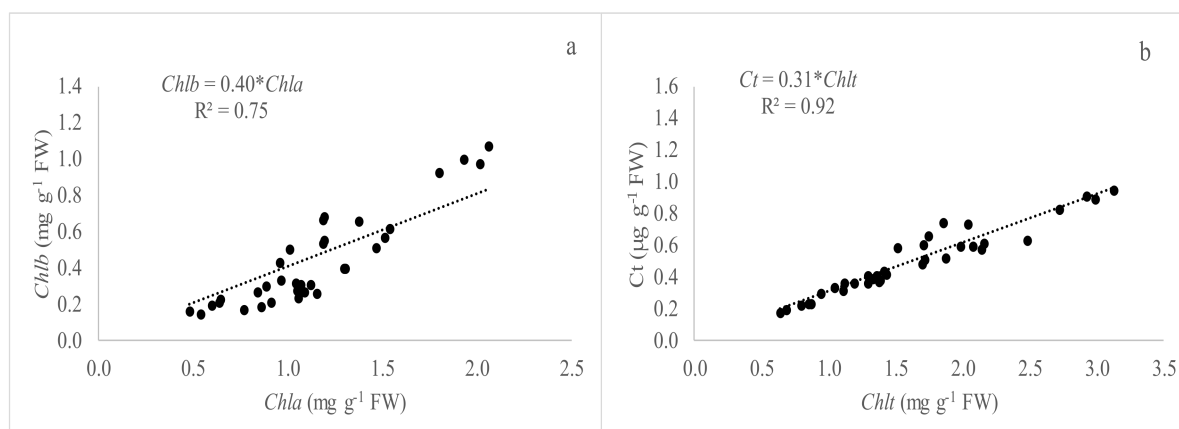 a
Chlb = 0.40*Chla
R² = 0.75
Chlb (mg g⁻¹ FW)
1.4
1.2
1.0
0.8
0.6
0.4
0.2
0.0
0.0 0.5 1.0 1.5 2.0 2.5
Chla (mg g⁻¹ FW)
b
Ct = 0.31*Chlt
R² = 0.92
Ct (µg g⁻¹ FW)
1.6
1.4
1.2
1.0
0.8
0.6
0.4
0.2
0.0
0.0 0.5 1.0 1.5 2.0 2.5 3.0 3.5
Chlt (mg g⁻¹ FW)